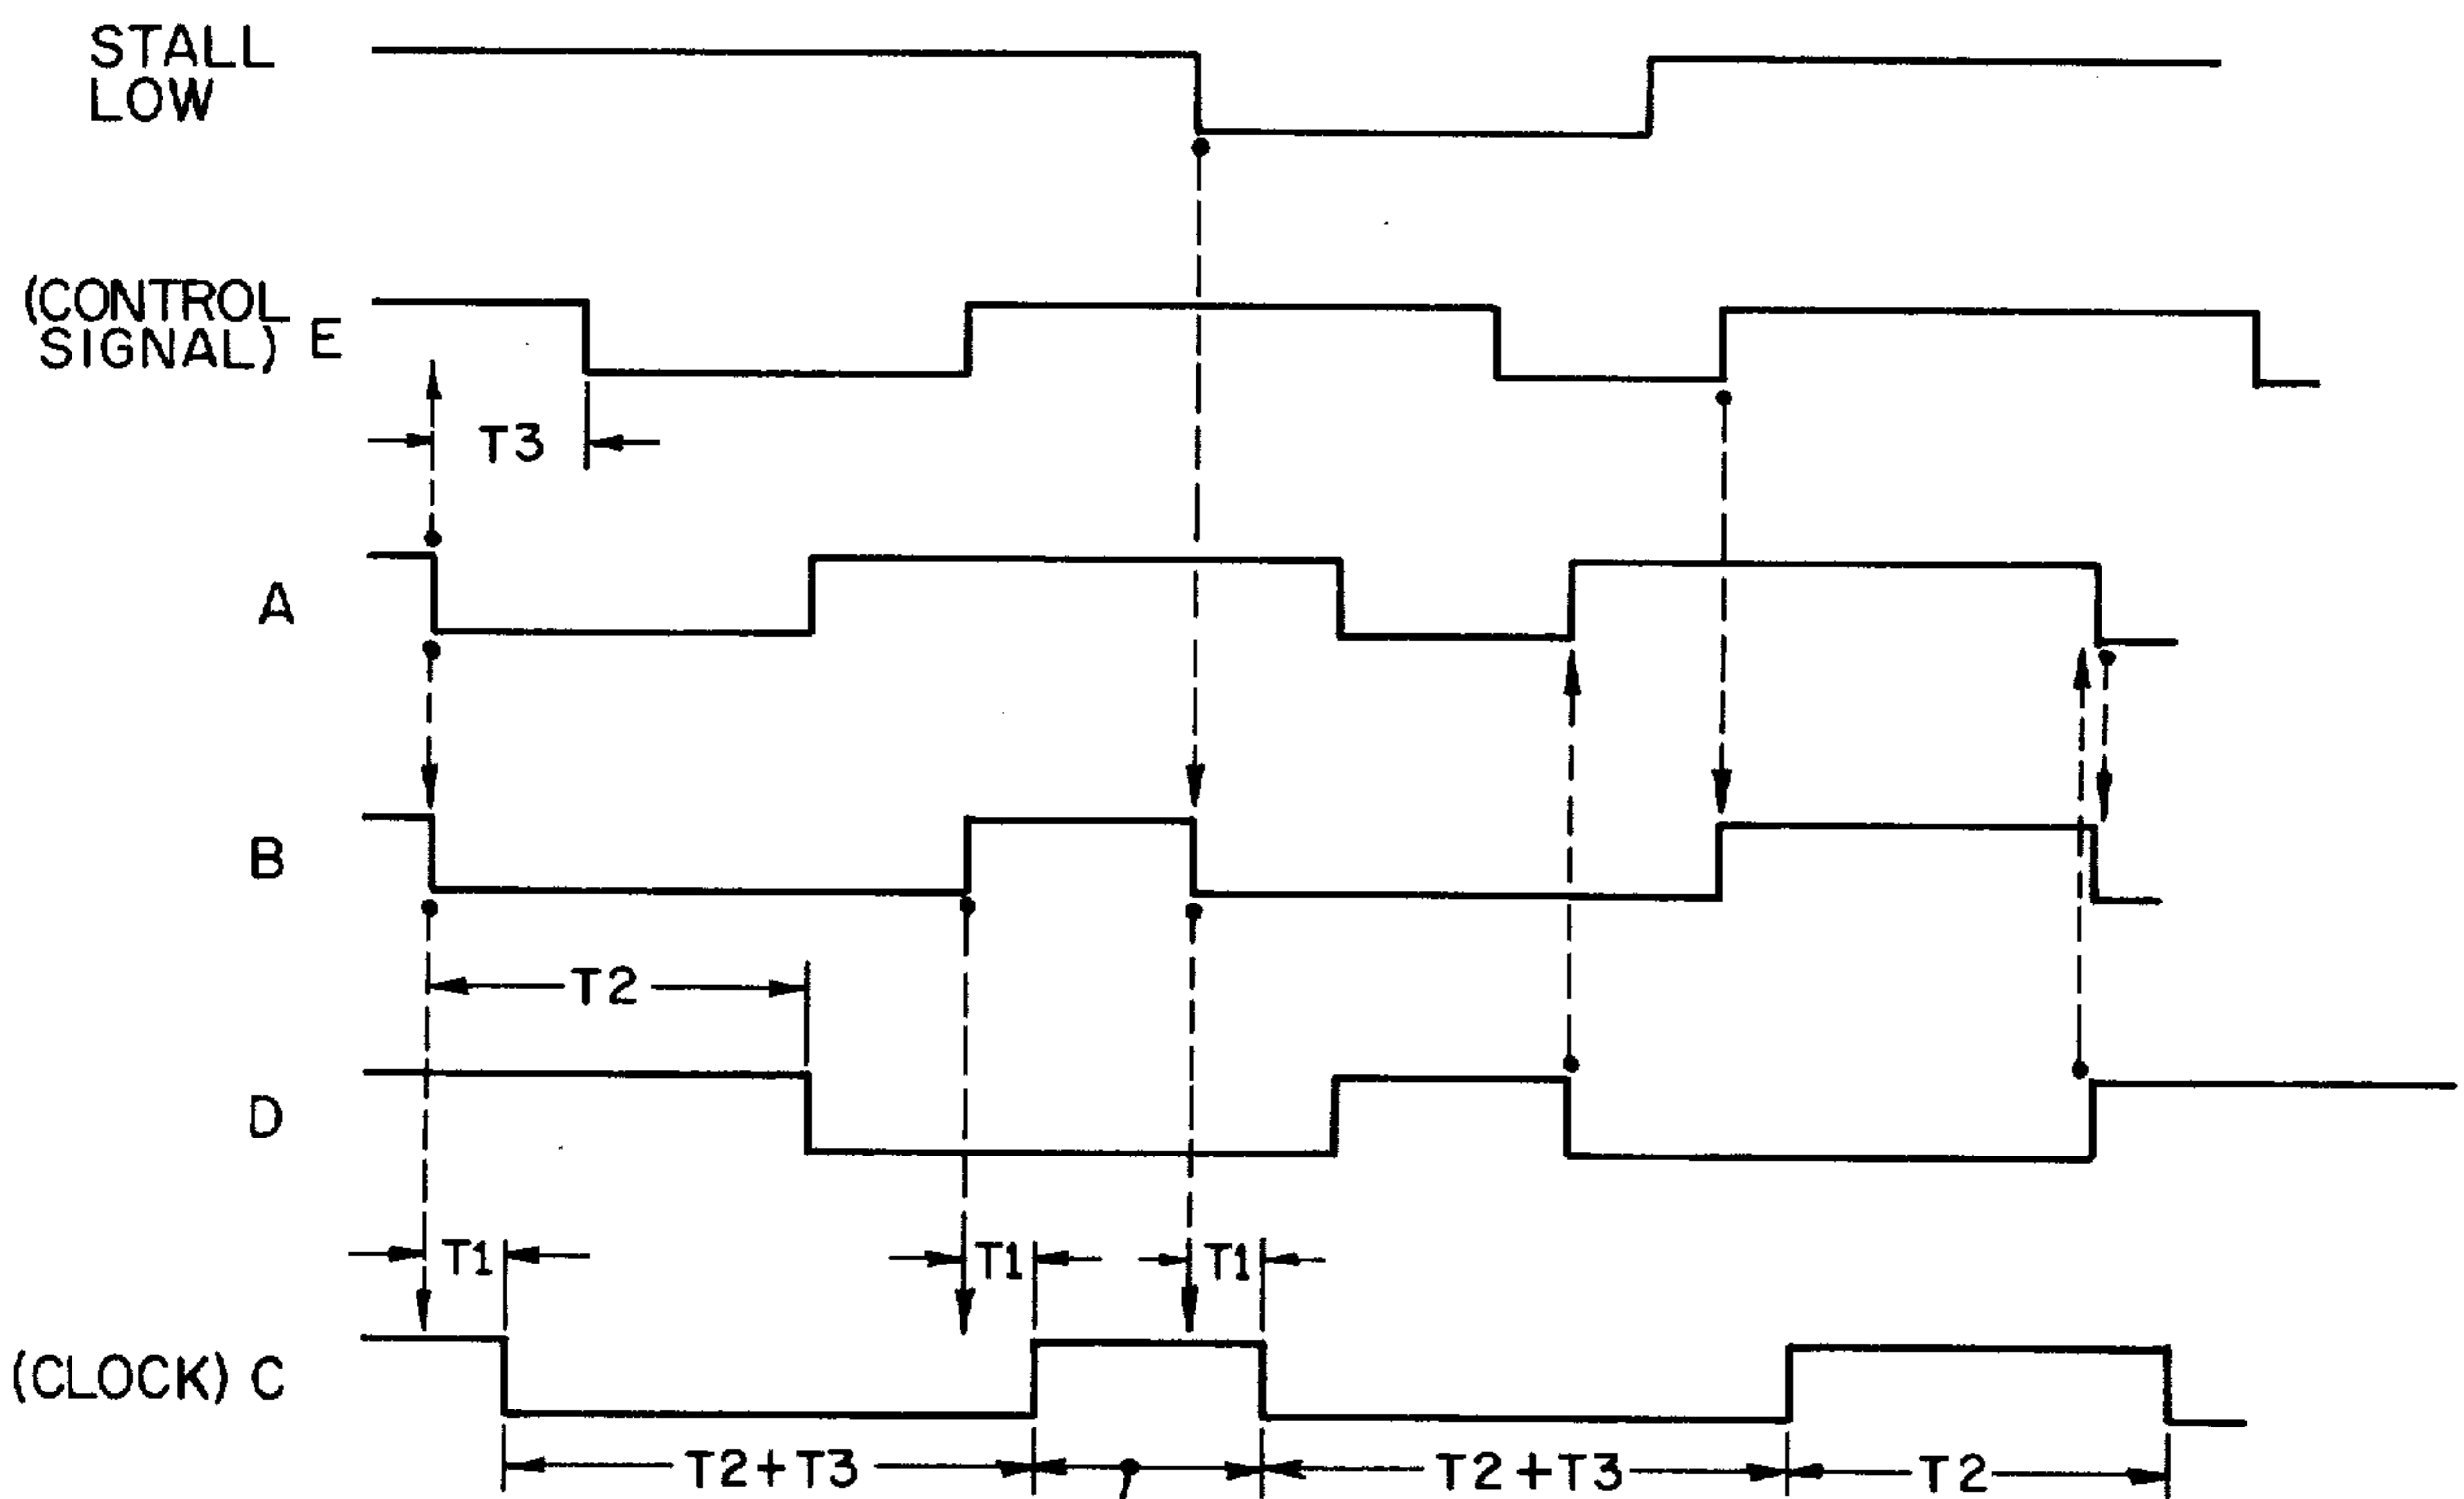 STALL
LOW
(CONTROL
SIGNAL) E
T3
A
B
T2
D
T1 T1 T1
(CLOCK) C
T2+T3 T2+T3 T2